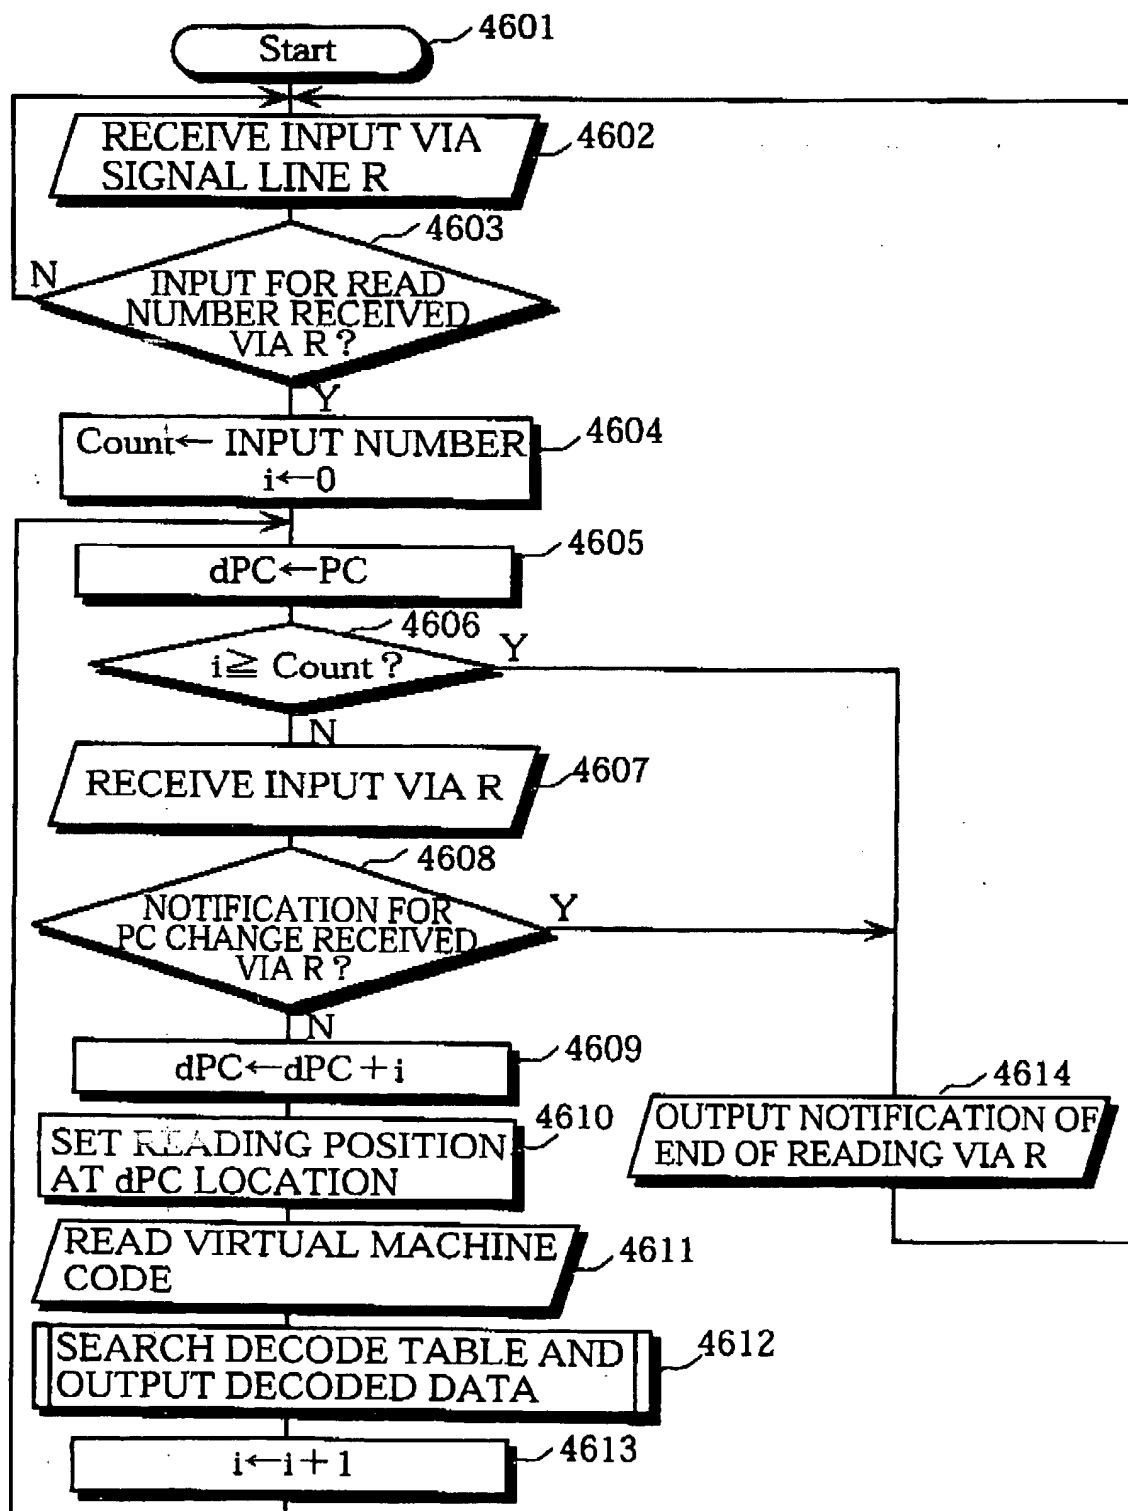 Start
4601
RECEIVE INPUT VIA
SIGNAL LINE R
4602
4603
N
INPUT FOR READ
NUMBER RECEIVED
VIA R?
Y
Count← INPUT NUMBER
i←0
4604
dPC←PC
4605
4606
i≧ Count?
Y
N
RECEIVE INPUT VIA R
4607
4608
NOTIFICATION FOR
PC CHANGE RECEIVED
VIA R?
Y
N
dPC←dPC+i
4609
4610
SET READING POSITION
AT dPC LOCATION
4614
OUTPUT NOTIFICATION OF
END OF READING VIA R
READ VIRTUAL MACHINE
CODE
4611
SEARCH DECODE TABLE AND
OUTPUT DECODED DATA
4612
i←i+1
4613